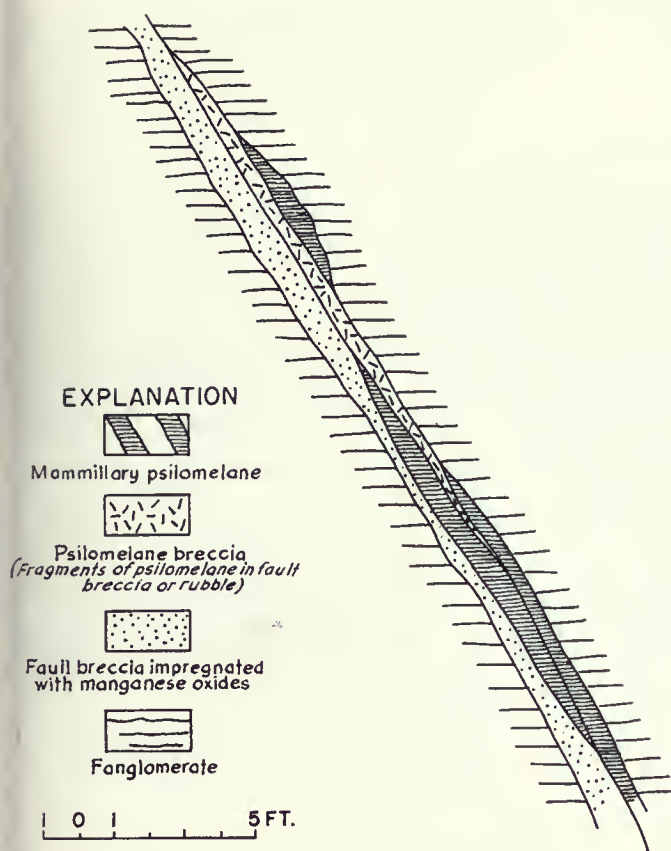 EXPLANATION
Mammillary psilomelane
Psilomelane breccia
(Fragments of psilomelane in fault
breccia or rubble)
Fault breccia impregnated
with manganese oxides
Fanglomerate
1 0 1 5 FT.